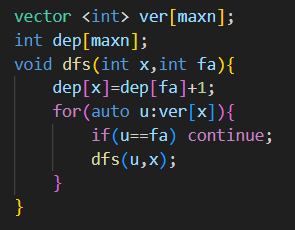 vector <int> ver[maxn];
int dep[maxn];
void dfs(int x,int fa){
    dep[x]=dep[fa]+1;
    for(auto u:ver[x]){
        if(u==fa) continue;
        dfs(u,x);
    }
}